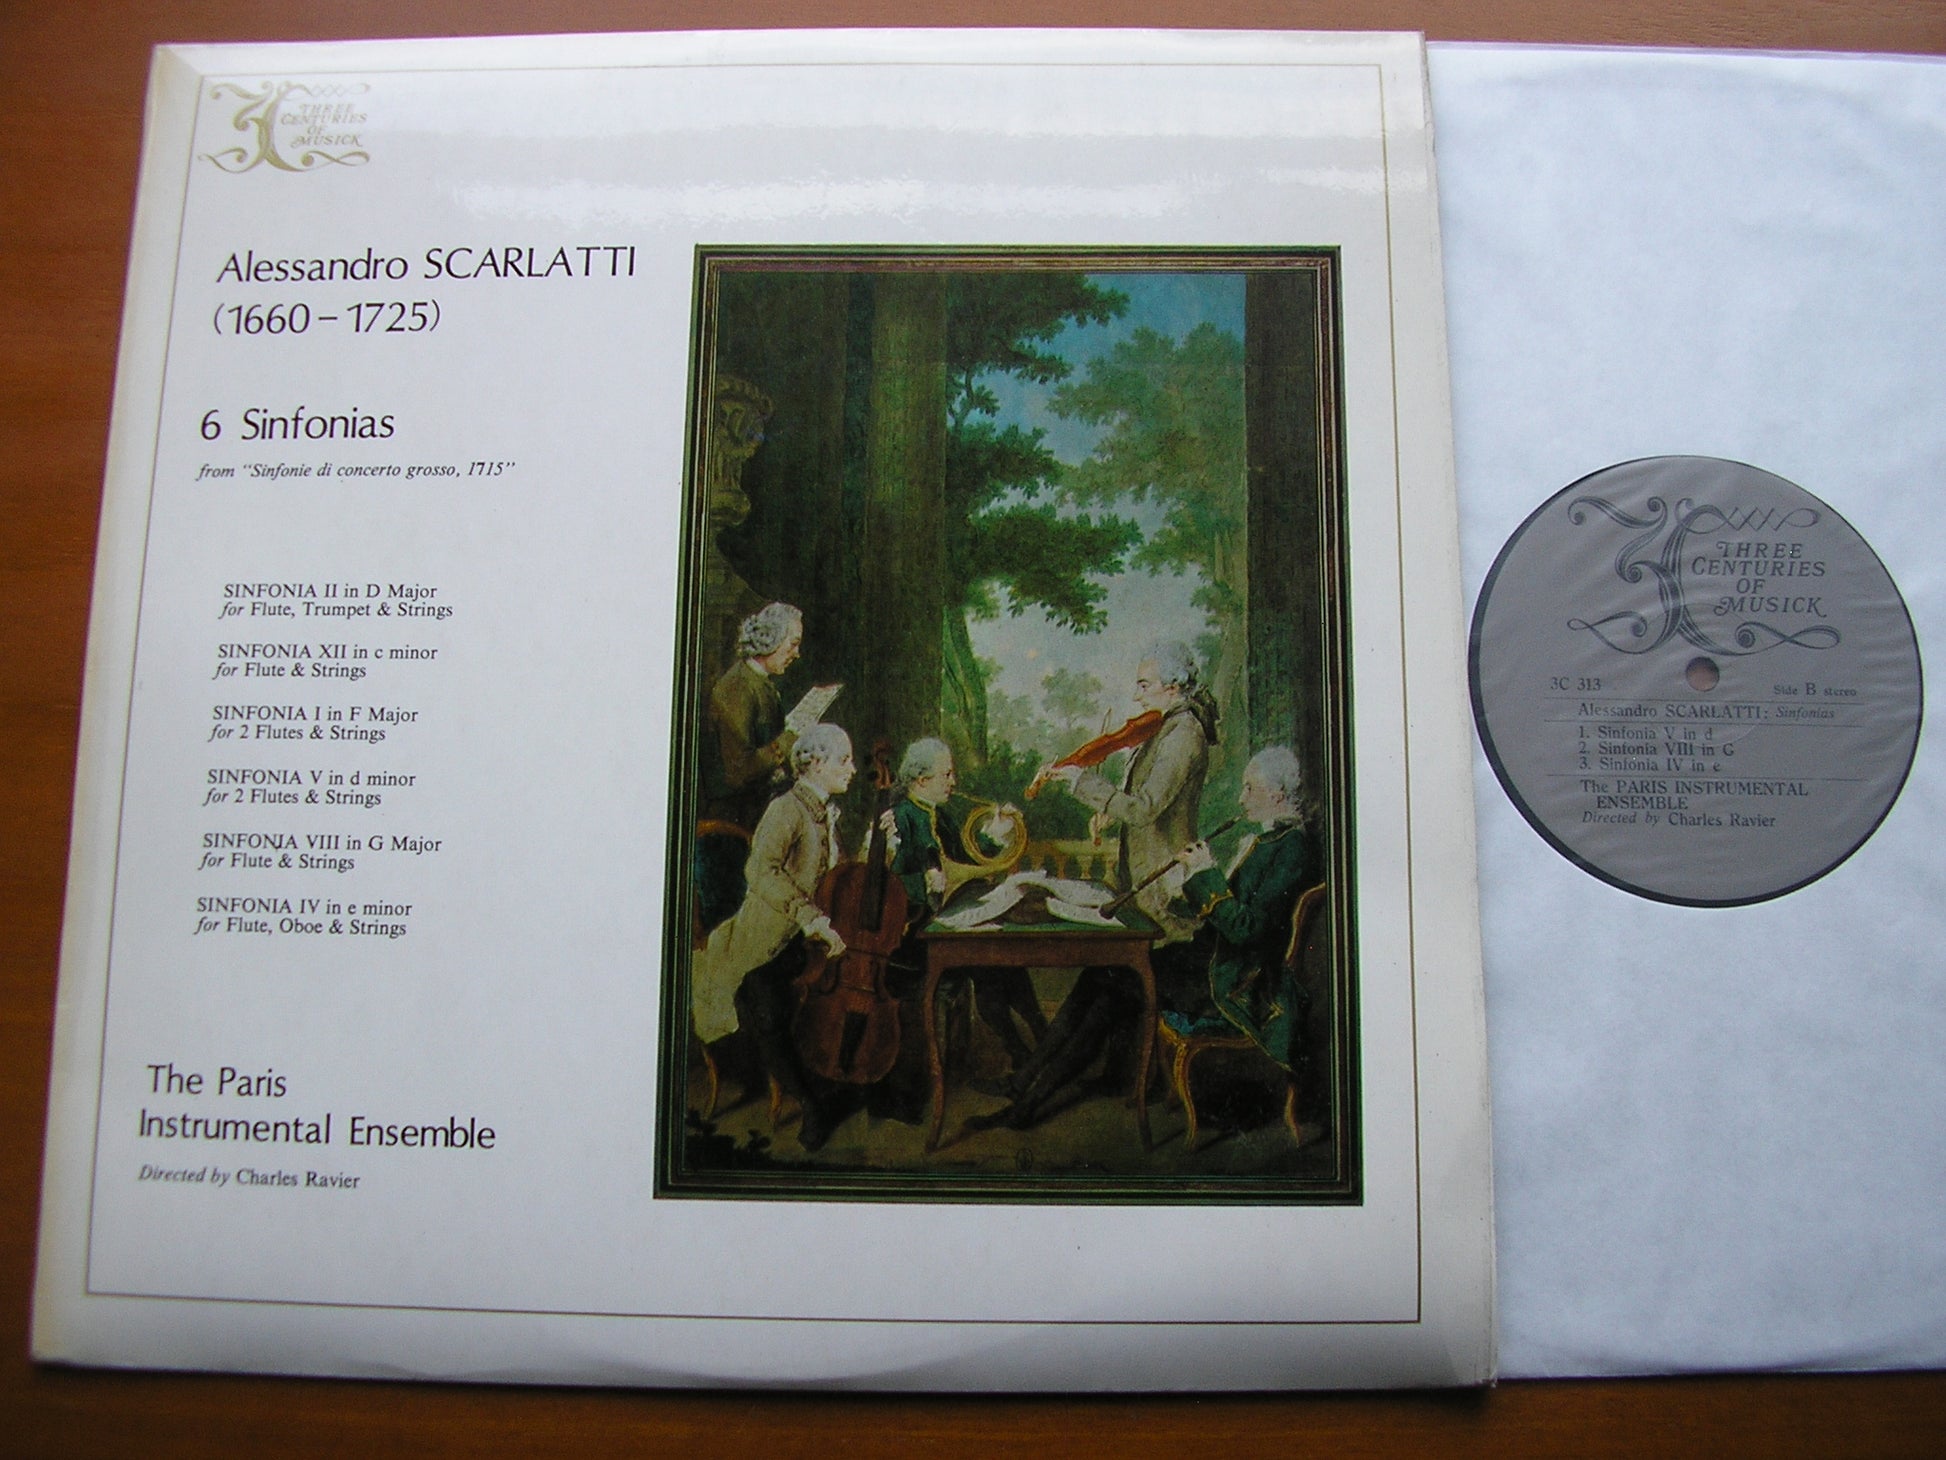 THREE
CENTURIES
OF
MUSICK
Alessandro SCARLATTI
(1660–1725)
6 Sinfonias
from "Sinfonie di concerto grosso, 1715"
SINFONIA II in D Major
for Flute, Trumpet & Strings
SINFONIA XII in c minor
for Flute & Strings
SINFONIA I in F Major
for 2 Flutes & Strings
SINFONIA V in d minor
for 2 Flutes & Strings
SINFONIA VIII in G Major
for Flute & Strings
SINFONIA IV in e minor
for Flute, Oboe & Strings
The Paris
Instrumental Ensemble
Directed by Charles Ravier
THREE
CENTURIES
OF
MUSICK
3C 313
Side B stereo
Alessandro SCARLATTI: Sinfonias
1. Sinfonia V in d
2. Sinfonia VIII in G
3. Sinfonia IV in e
The PARIS INSTRUMENTAL
ENSEMBLE
Directed by Charles Ravier